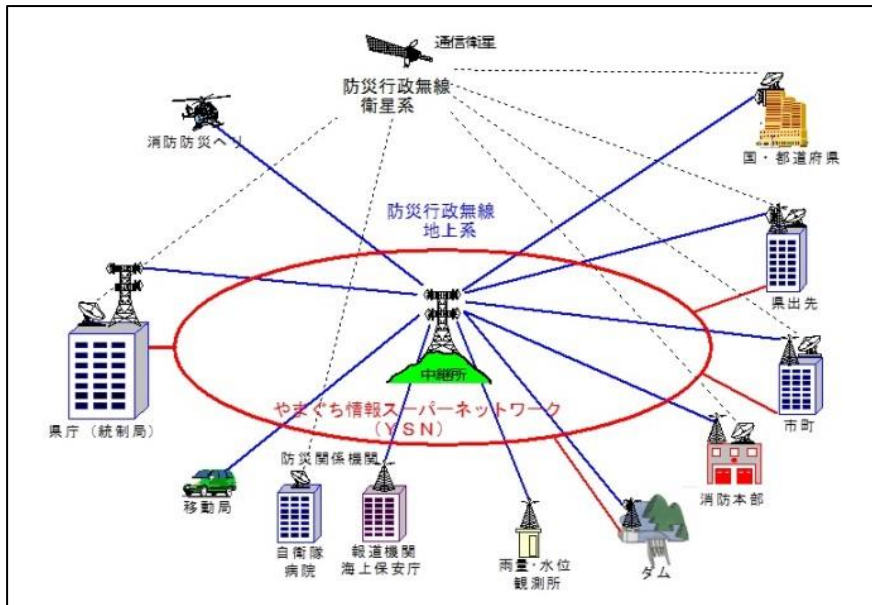 通信衛星
防災行政無線
衛星系
消防防災ヘリ
国・都道府県
防災行政無線
地上系
県出先
中継所
やまぐち情報スーパーネットワーク
（ＹＳＮ）
県庁（統制局）
市町
防災関係機関
移動局
消防本部
自衛隊
病院
報道機関
海上保安庁
雨量・水位
観測所
ダム